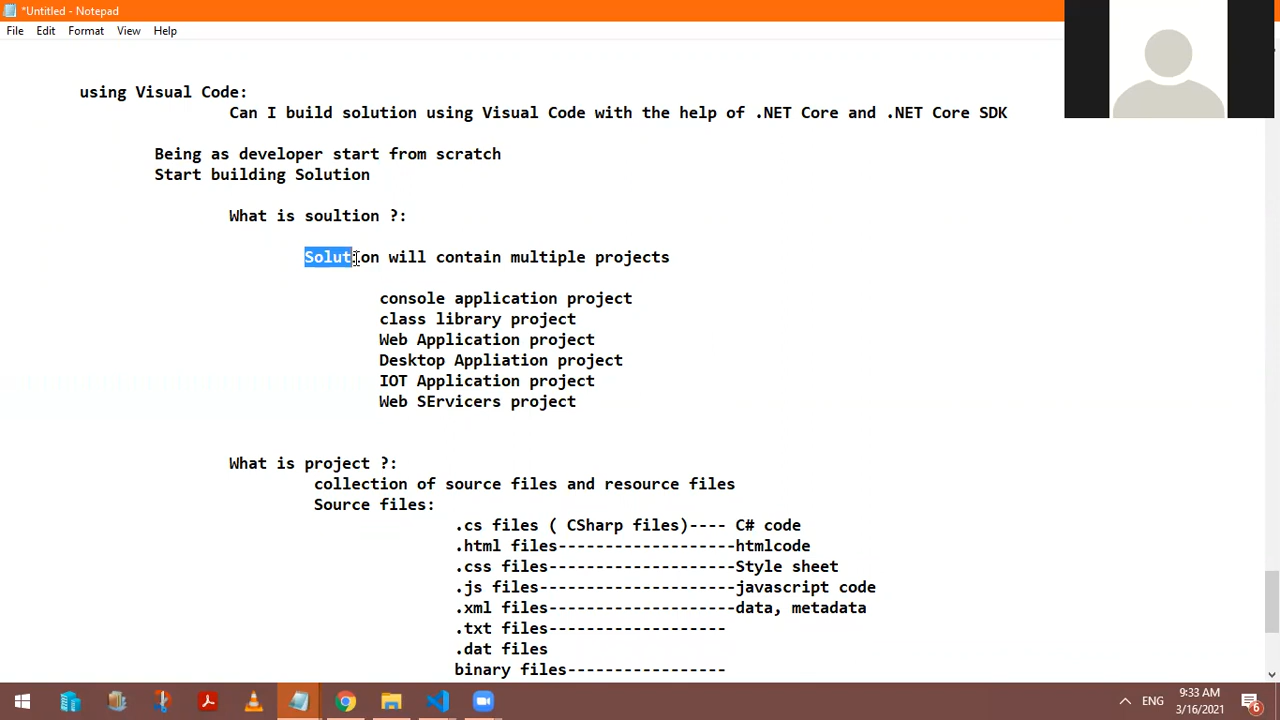 *Untitled - Notepad
File Edit Format View Help
using Visual Code:
Can I build solution using Visual Code with the help of .NET Core and .NET Core SDK
Being as developer start from scratch
Start building Solution
What is soultion ?:
Solution will contain multiple projects
console application project
class library project
Web Application project
Desktop Appliation project
IOT Application project
Web SErvicers project
What is project ?:
collection of source files and resource files
Source files:
.cs files ( CSharp files)---- C# code
.html files-------------------htmlcode
.css files--------------------Style sheet
.js files---------------------javascript code
.xml files--------------------data, metadata
.txt files-------------------
.dat files
binary files-----------------
ENG
9:33 AM
3/16/2021
6